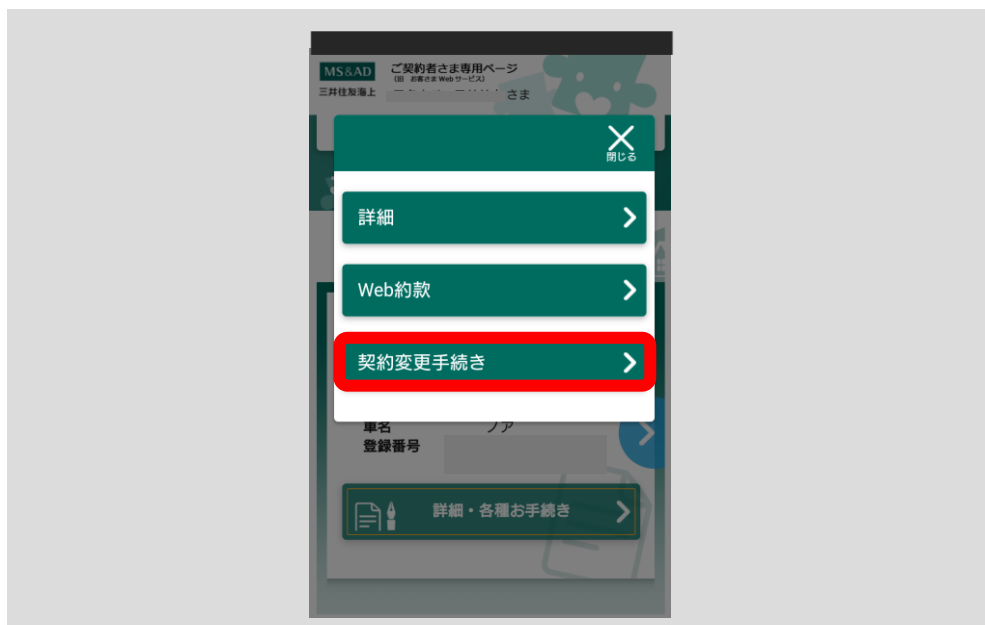 MS&AD
三井住友海上
ご契約者さま専用ページ
(旧 お客さま Web サービス)
さま
閉じる
詳細
Web約款
契約変更手続き
車名 ノア
登録番号
詳細・各種お手続き